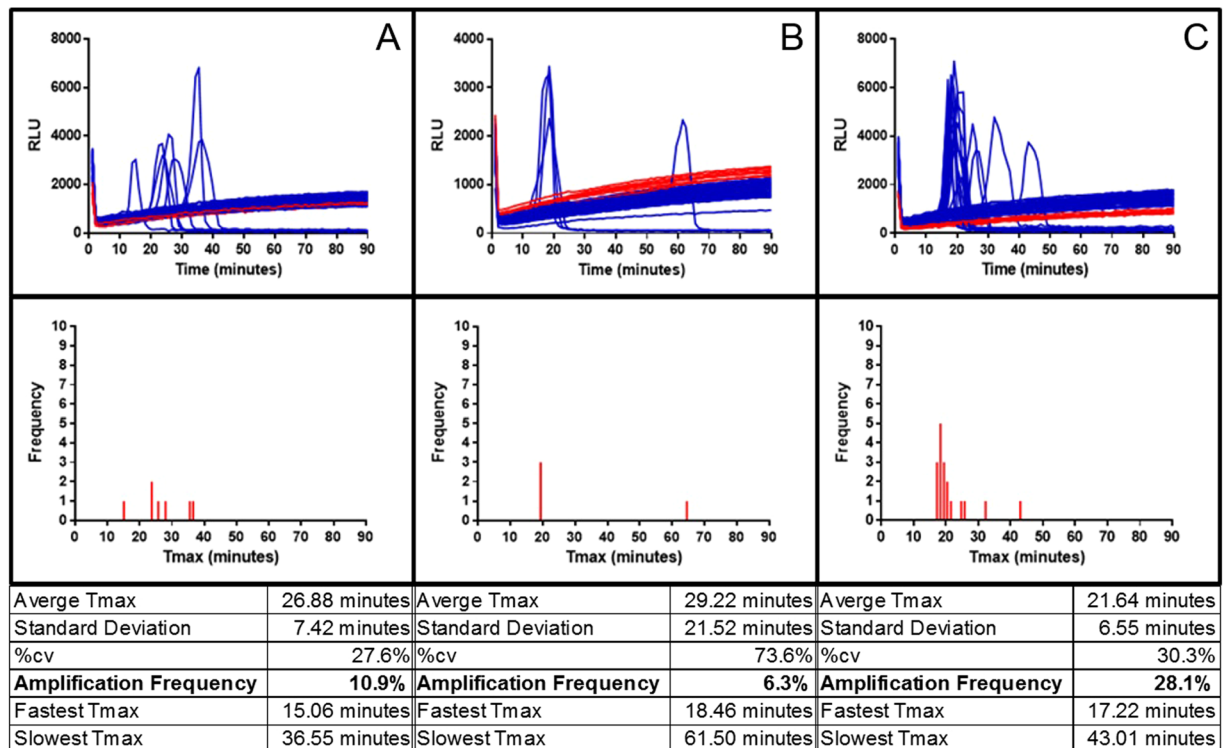 A
8000
6000
4000
2000
0
RLU
0 10 20 30 40 50 60 70 80 90
Time (minutes)
B
4000
3000
2000
1000
0
RLU
0 10 20 30 40 50 60 70 80 90
Time (minutes)
C
8000
6000
4000
2000
0
RLU
0 10 20 30 40 50 60 70 80 90
Time (minutes)
10
9
8
7
6
5
4
3
2
1
0
Frequency
0 10 20 30 40 50 60 70 80 90
Tmax (minutes)
10
9
8
7
6
5
4
3
2
1
0
Frequency
0 10 20 30 40 50 60 70 80 90
Tmax (minutes)
10
9
8
7
6
5
4
3
2
1
0
Frequency
0 10 20 30 40 50 60 70 80 90
Tmax (minutes)
Averge Tmax 26.88 minutes Averge Tmax 29.22 minutes Averge Tmax 21.64 minutes
Standard Deviation 7.42 minutes Standard Deviation 21.52 minutes Standard Deviation 6.55 minutes
%cv 27.6% %cv 73.6% %cv 30.3%
Amplification Frequency 10.9% Amplification Frequency 6.3% Amplification Frequency 28.1%
Fastest Tmax 15.06 minutes Fastest Tmax 18.46 minutes Fastest Tmax 17.22 minutes
Slowest Tmax 36.55 minutes Slowest Tmax 61.50 minutes Slowest Tmax 43.01 minutes